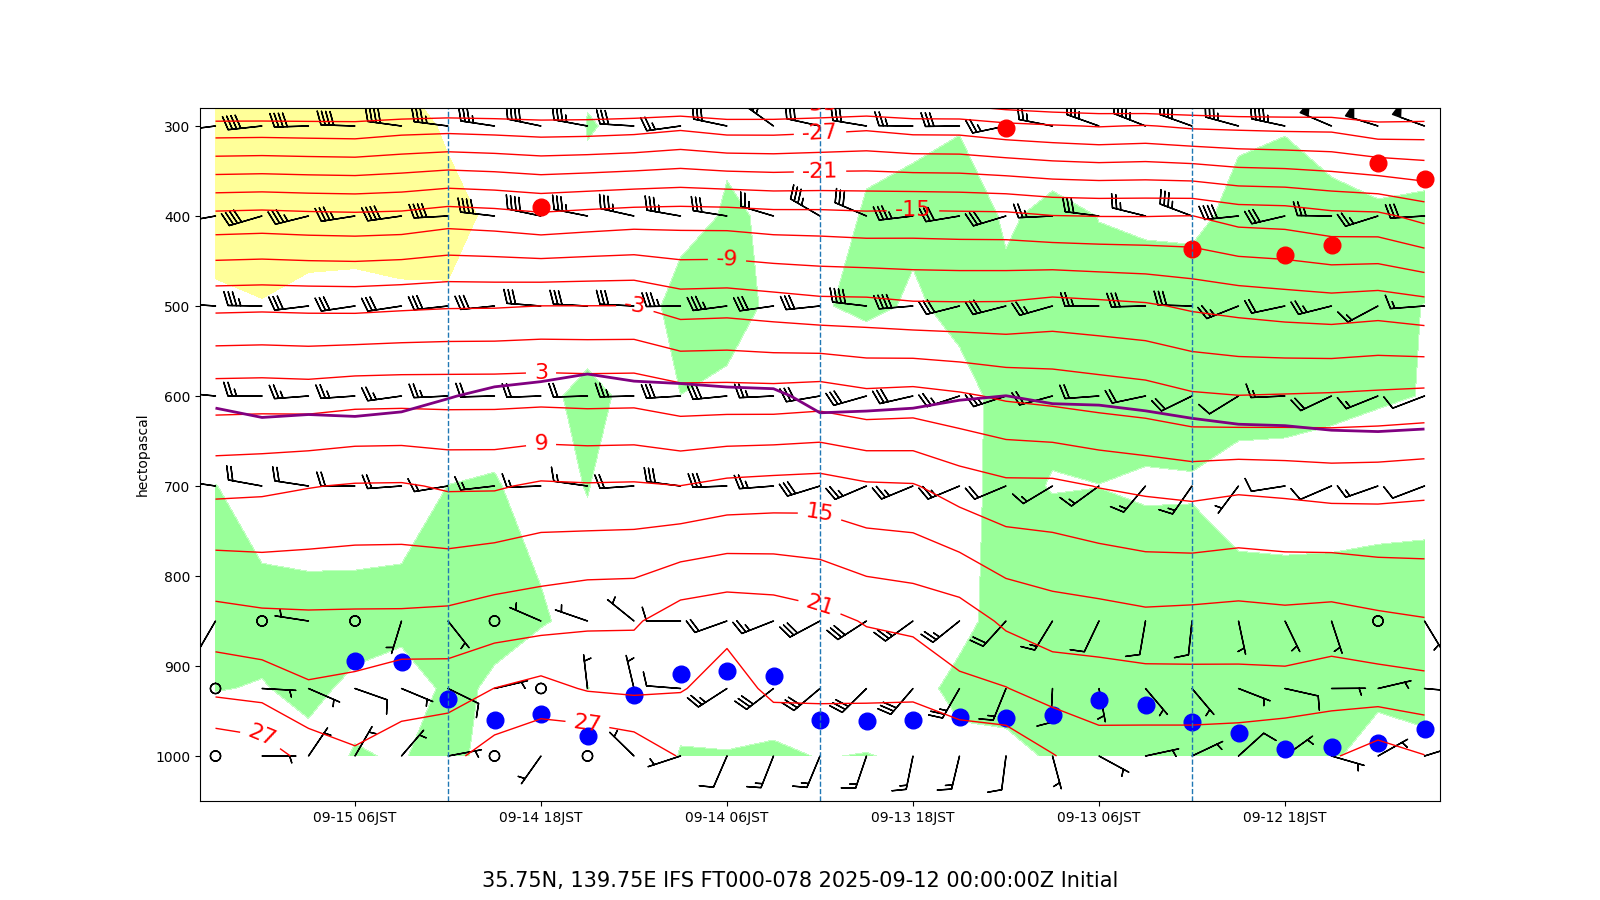 300
400
500
600
700
800
900
1000
hectopascal
-27
-21
-15
-9
-3
3
9
15
21
27
27
09-15 06JST
09-14 18JST
09-14 06JST
09-13 18JST
09-13 06JST
09-12 18JST
35.75N, 139.75E IFS FT000-078 2025-09-12 00:00:00Z Initial